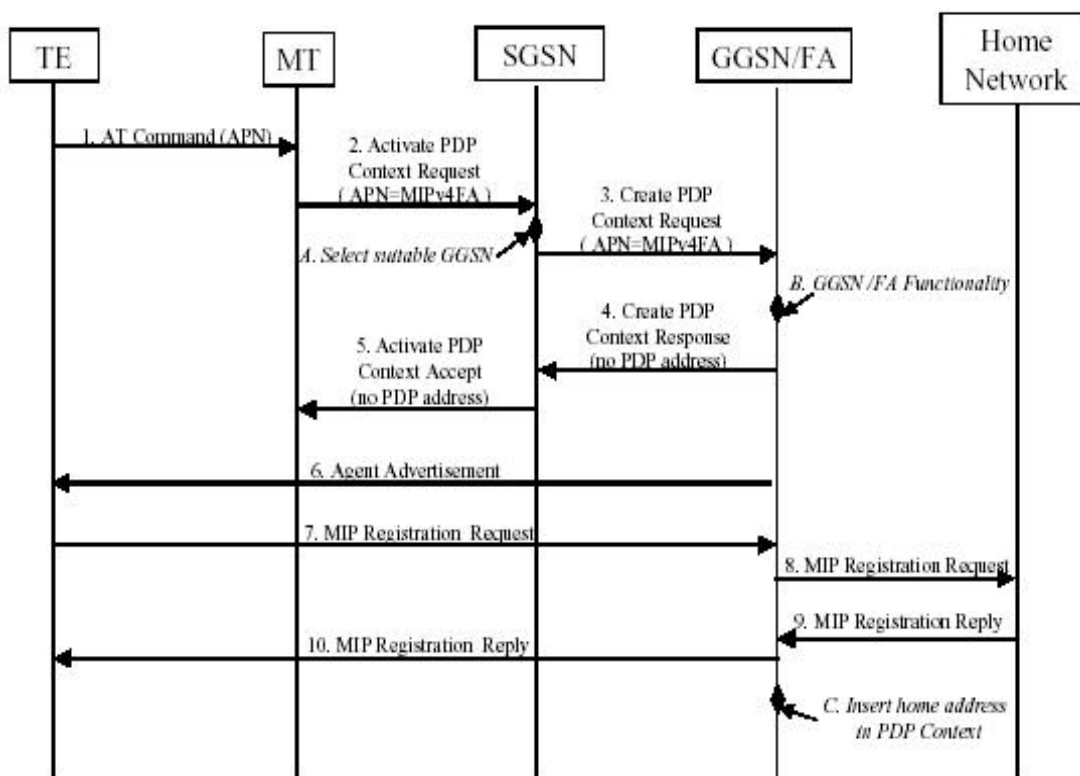 TE
MT
SGSN
GGSN/FA
Home
Network
1. AT Command (APN)
2. Activate PDP
Context Request
( APN=MIPv4FA )
3. Create PDP
Context Request
( APN=MIPv4FA )
A. Select suitable GGSN
B. GGSN /FA Functionality
4. Create PDP
Context Response
(no PDP address)
5. Activate PDP
Context Accept
(no PDP address)
6. Agent Advertisement
7. MIP Registration Request
8. MIP Registration Request
9. MIP Registration Reply
10. MIP Registration Reply
C. Insert home address
in PDP Context